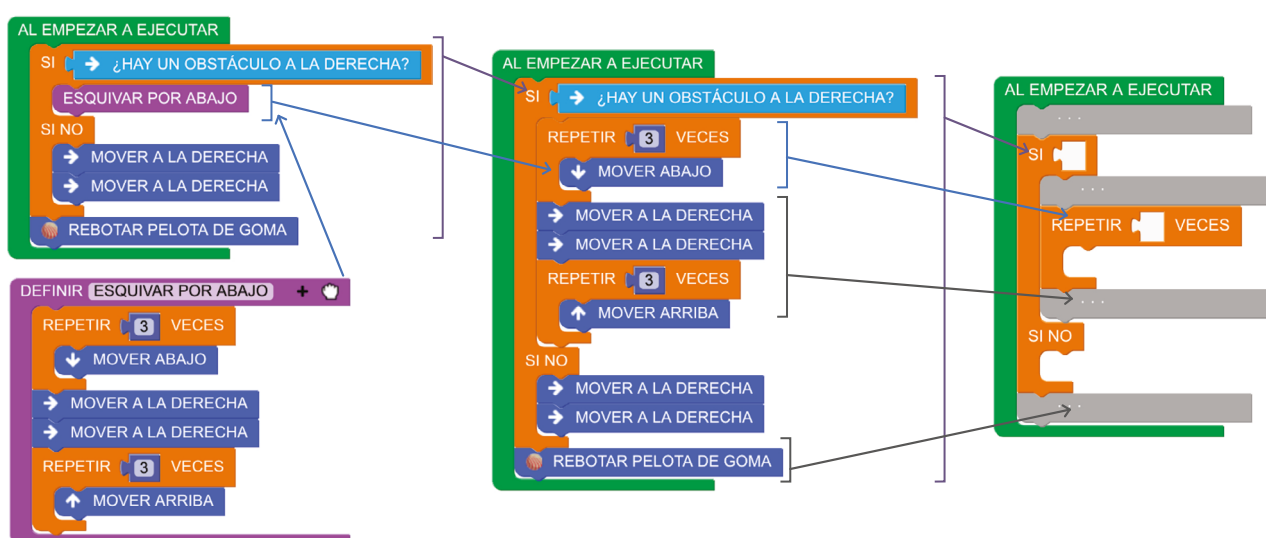 AL EMPEZAR A EJECUTAR
SI ¿HAY UN OBSTÁCULO A LA DERECHA?
ESQUIVAR POR ABAJO
SI NO
MOVER A LA DERECHA
MOVER A LA DERECHA
REBOTAR PELOTA DE GOMA
DEFINIR ESQUIVAR POR ABAJO +
REPETIR 3 VECES
MOVER ABAJO
MOVER A LA DERECHA
MOVER A LA DERECHA
REPETIR 3 VECES
MOVER ARRIBA
AL EMPEZAR A EJECUTAR
SI ¿HAY UN OBSTÁCULO A LA DERECHA?
REPETIR 3 VECES
MOVER ABAJO
MOVER A LA DERECHA
MOVER A LA DERECHA
REPETIR 3 VECES
MOVER ARRIBA
SI NO
MOVER A LA DERECHA
MOVER A LA DERECHA
REBOTAR PELOTA DE GOMA
AL EMPEZAR A EJECUTAR
...
SI
...
REPETIR VECES
...
SI NO
...